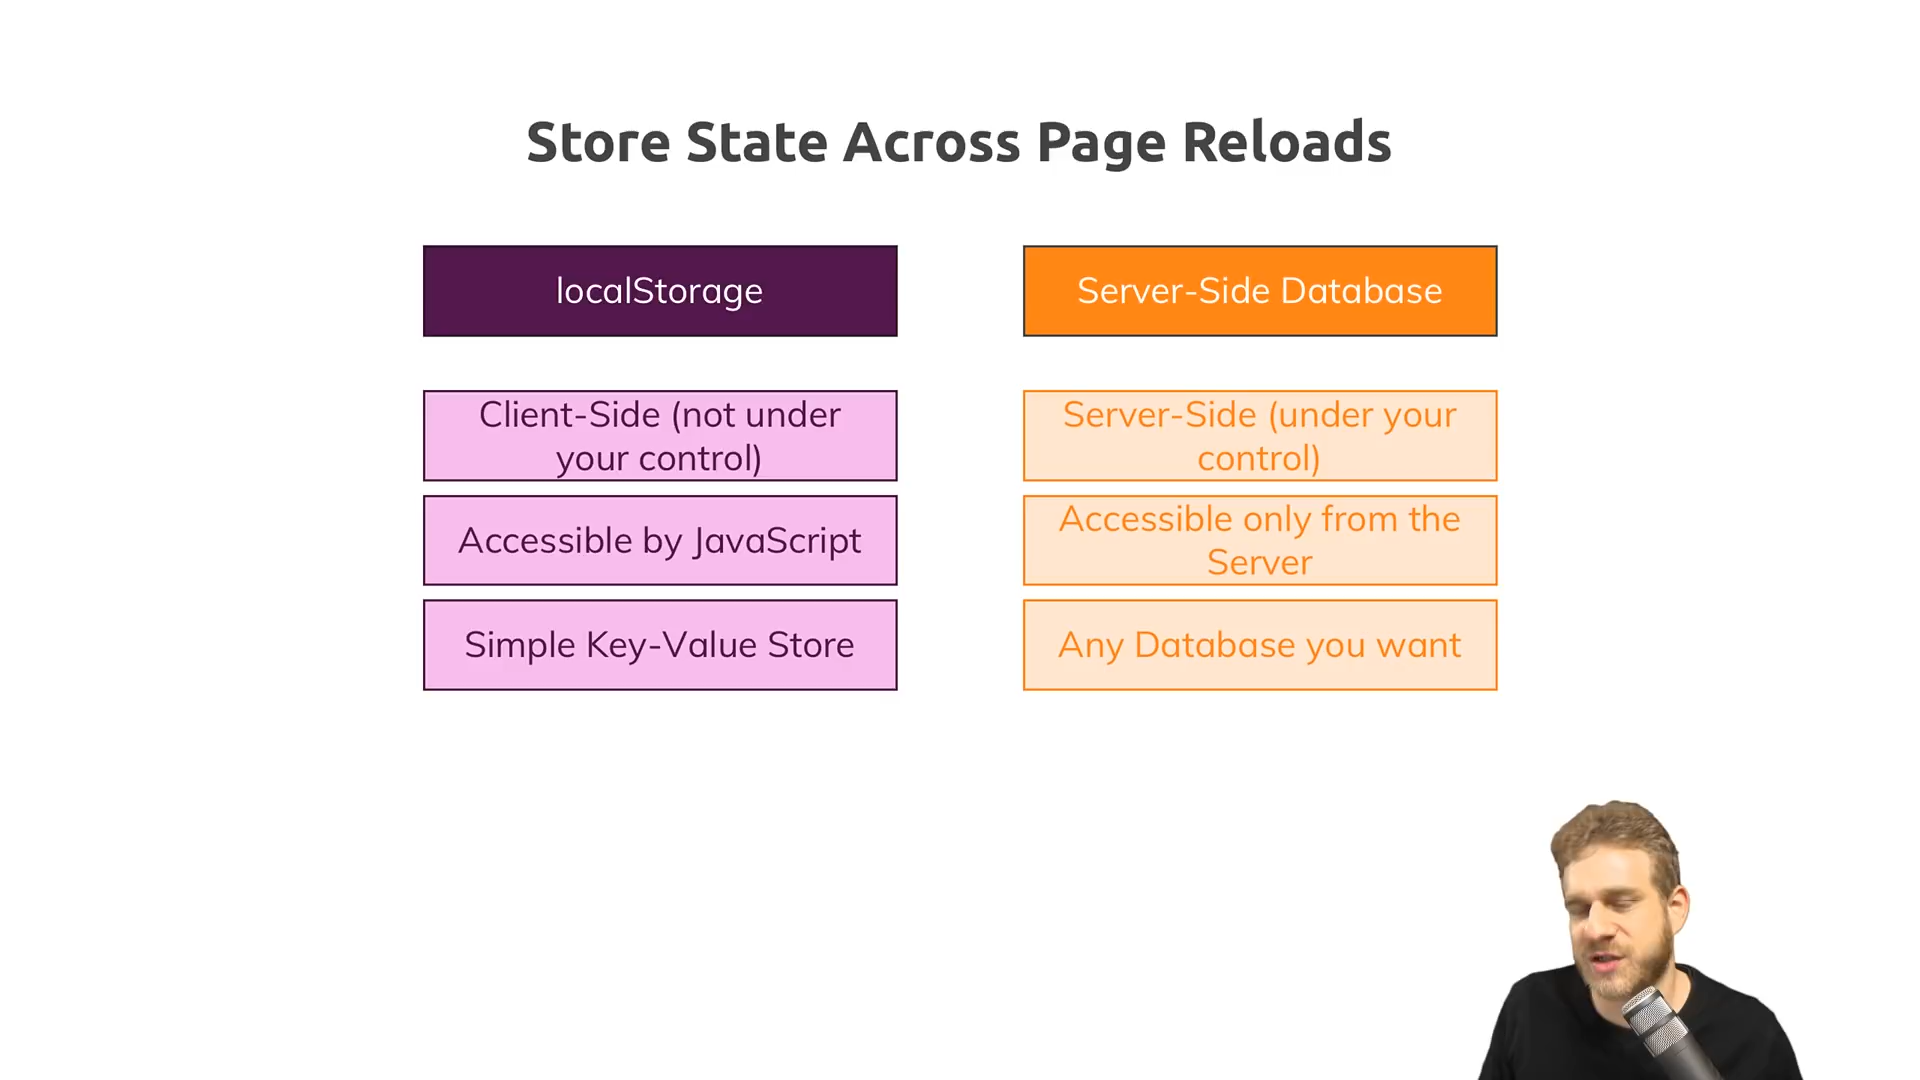 Store State Across Page Reloads
localStorage
Client-Side (not under
your control)
Accessible by JavaScript
Simple Key-Value Store
Server-Side Database
Server-Side (under your
control)
Accessible only from the
Server
Any Database you want